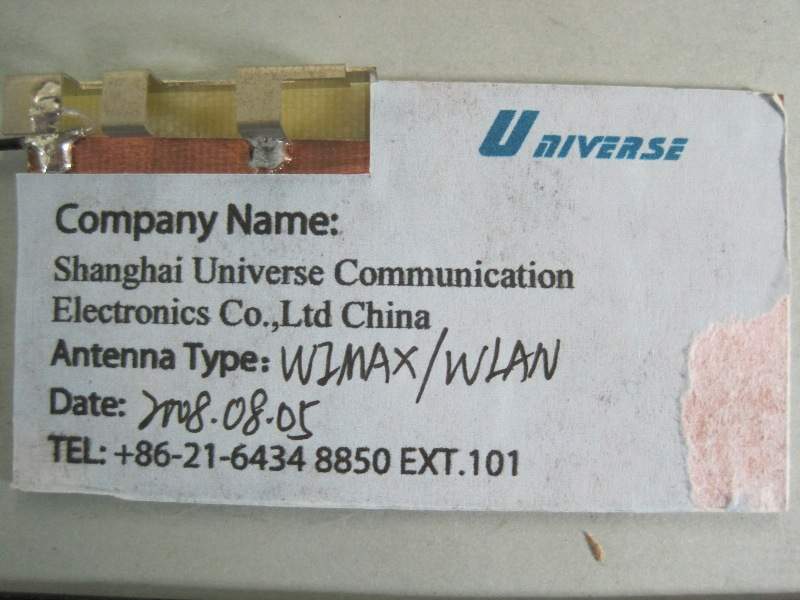 UNIVERSE
Company Name:
Shanghai Universe Communication
Electronics Co.,Ltd China
Antenna Type: WIMAX/WLAN
Date: 2008.08.05
TEL: +86-21-6434 8850 EXT.101